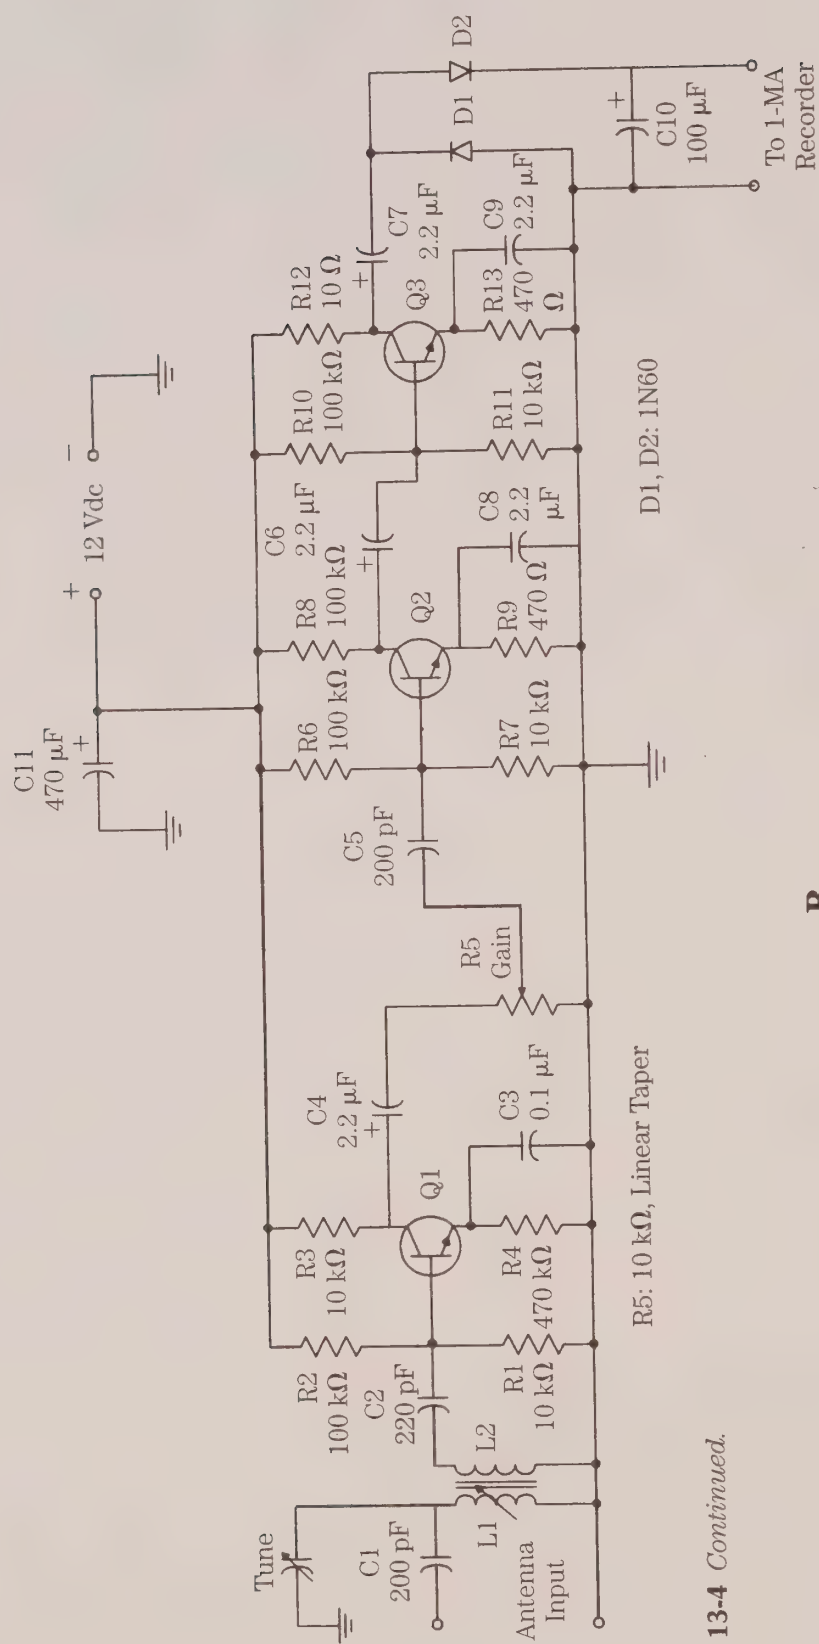 C11
470 µF
+
+
12 Vdc
−
Tune
C1
200 pF
Antenna
Input
L1
L2
R2
100 kΩ
C2
220 pF
R1
10 kΩ
R3
10 kΩ
Q1
R4
470 kΩ
C4
2.2 µF
+
C3
0.1 µF
R5
Gain
C5
200 pF
R6
100 kΩ
R7
10 kΩ
R8
100 kΩ
Q2
R9
470 Ω
C6
2.2 µF
+
C8
2.2
µF
R10
100 kΩ
R11
10 kΩ
R12
10 Ω
Q3
R13
470
Ω
C7
2.2 µF
+
C9
2.2 µF
D1
D2
+
C10
100 µF
To 1-MA
Recorder
R5: 10 kΩ, Linear Taper
D1, D2: 1N60
B
13-4 Continued.